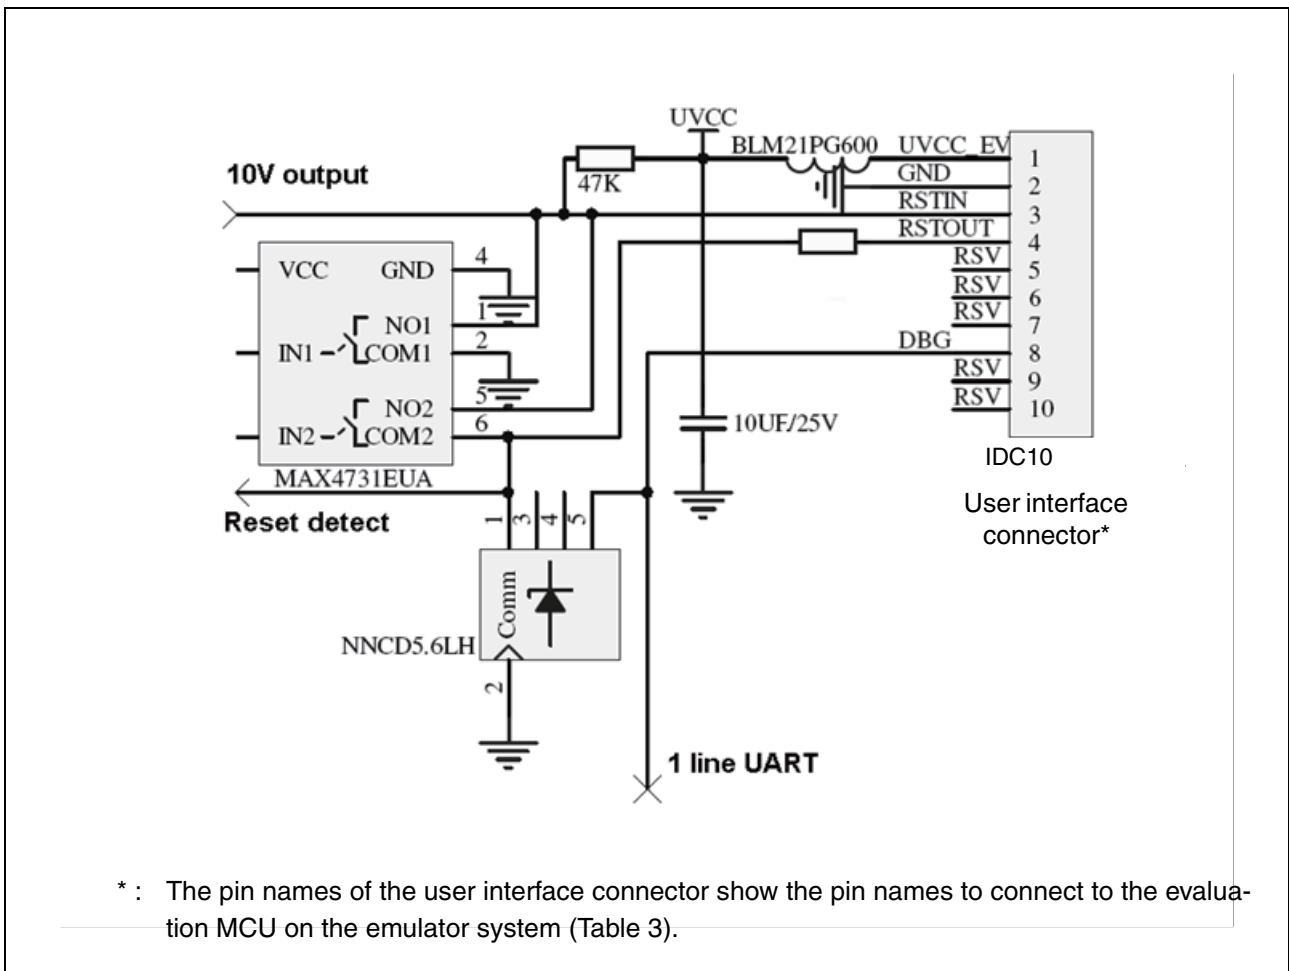 UVCC
BLM21PG600 UVCC_EV 1
10V output
47K
GND 2
RSTIN 3
RSTOUT 4
VCC GND 4
RSV 5
RSV 6
NO1 1
RSV 7
IN1 COM1 2
DBG 8
RSV 9
NO2 5
RSV 10
IN2 COM2 6
10UF/25V
IDC10
MAX4731EUA
User interface
connector*
Reset detect
1 3 4 5
Comm
NNCD5.6LH
2
1 line UART
* : The pin names of the user interface connector show the pin names to connect to the evalua-
tion MCU on the emulator system (Table 3).